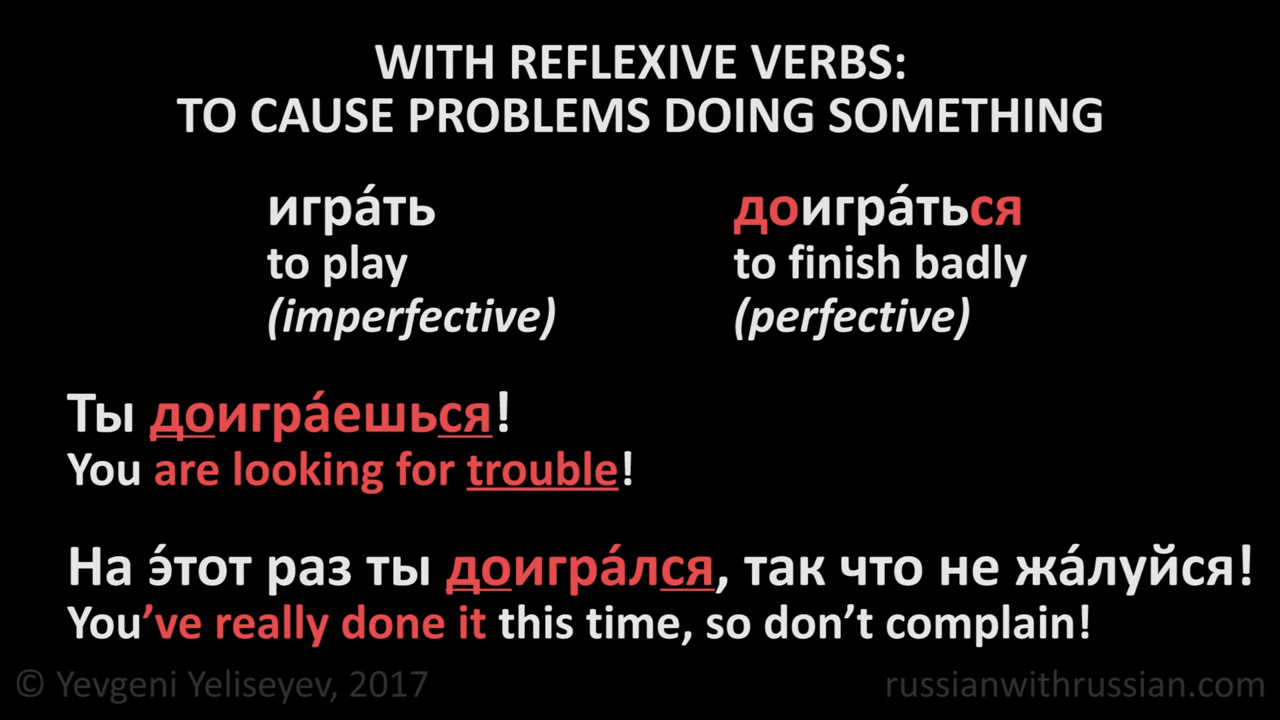 WITH REFLEXIVE VERBS:
TO CAUSE PROBLEMS DOING SOMETHING
игра́ть
to play
(imperfective)
доигра́ться
to finish badly
(perfective)
Ты доигра́ешься!
You are looking for trouble!
На э́тот раз ты доигра́лся, так что не жа́луйся!
You’ve really done it this time, so don’t complain!
© Yevgeni Yeliseyev, 2017
russianwithrussian.com